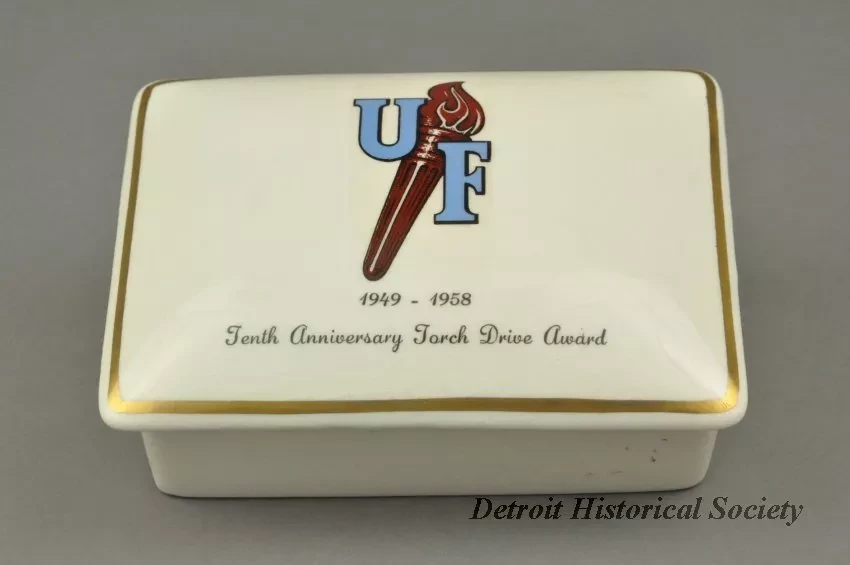 UF
1949 - 1958
Tenth Anniversary Torch Drive Award
Detroit Historical Society